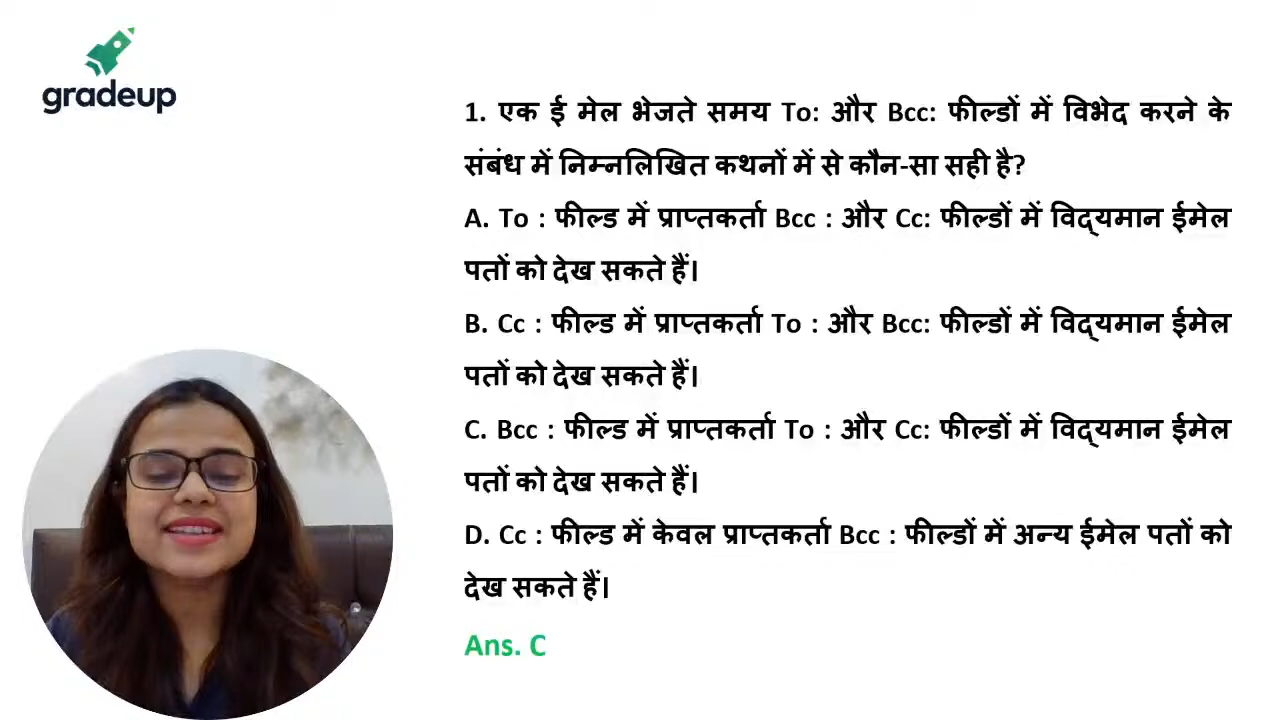 gradeup
1. एक ई मेल भेजते समय To: और Bcc: फील्डों में विभेद करने के
संबंध में निम्नलिखित कथनों में से कौन-सा सही है?
A. To : फील्ड में प्राप्तकर्ता Bcc : और Cc: फील्डों में विद्यमान ईमेल
पतों को देख सकते हैं।
B. Cc : फील्ड में प्राप्तकर्ता To : और Bcc: फील्डों में विद्यमान ईमेल
पतों को देख सकते हैं।
C. Bcc : फील्ड में प्राप्तकर्ता To : और Cc: फील्डों में विद्यमान ईमेल
पतों को देख सकते हैं।
D. Cc : फील्ड में केवल प्राप्तकर्ता Bcc : फील्डों में अन्य ईमेल पतों को
देख सकते हैं।
Ans. C